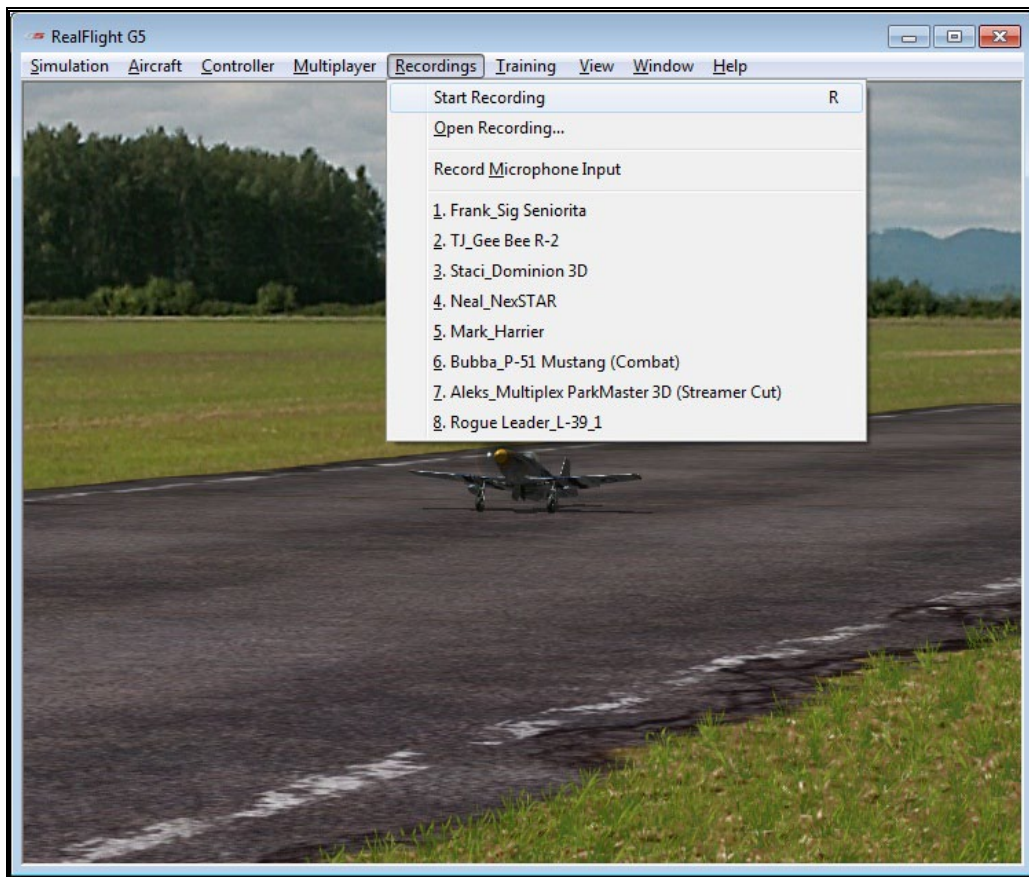 RealFlight G5
Simulation Aircraft Controller Multiplayer Recordings Training View Window Help
Start Recording R
Open Recording...
Record Microphone Input
1. Frank_Sig Seniorita
2. TJ_Gee Bee R-2
3. Staci_Dominion 3D
4. Neal_NexSTAR
5. Mark_Harrier
6. Bubba_P-51 Mustang (Combat)
7. Aleks_Multiplex ParkMaster 3D (Streamer Cut)
8. Rogue Leader_L-39_1